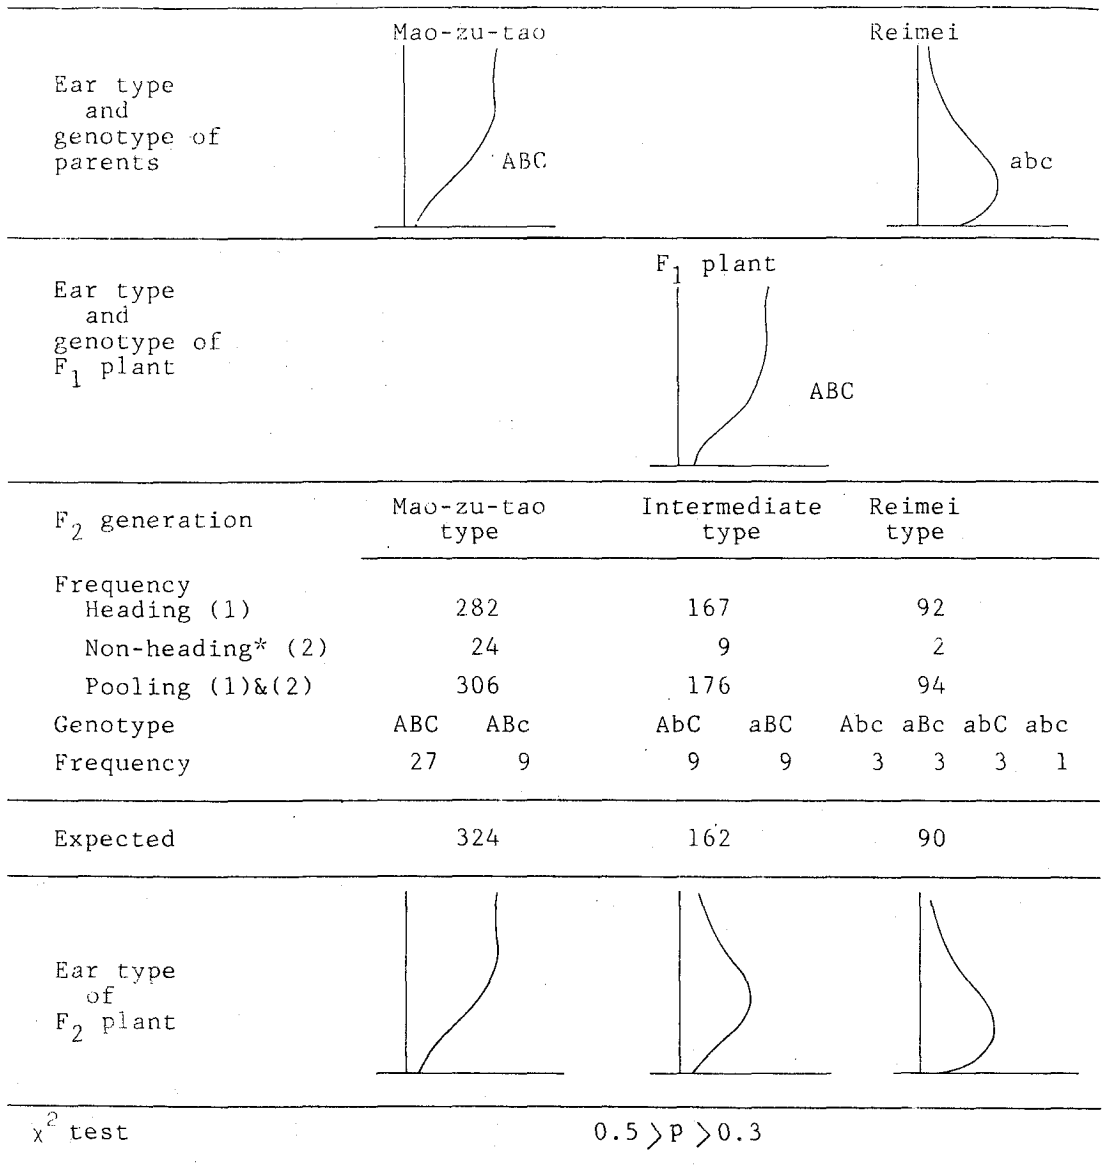 Mao-zu-tao Reimei
Ear type
and
genotype of
parents
ABC abc
F1 plant
Ear type
and
genotype of
F1 plant
ABC
F2 generation Mao-zu-tao type Intermediate type Reimei type
Frequency
Heading (1) 282 167 92
Non-heading* (2) 24 9 2
Pooling (1)&(2) 306 176 94
Genotype ABC ABc AbC aBC Abc aBc abC abc
Frequency 27 9 9 9 3 3 3 1
Expected 324 162 90
Ear type
of
F2 plant
χ2 test 0.5 > p > 0.3